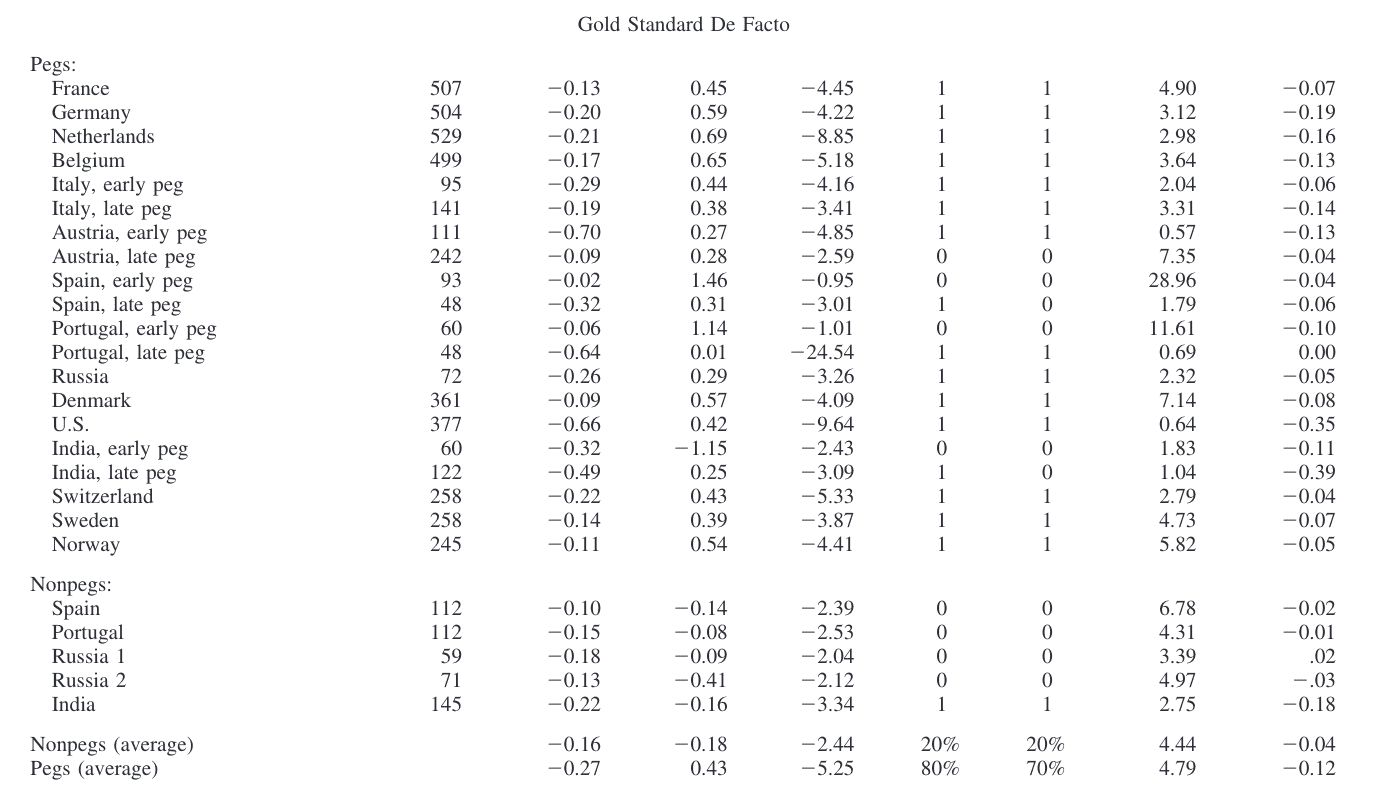 Gold Standard De Facto
Pegs:
France 507 −0.13 0.45 −4.45 1 1 4.90 −0.07
Germany 504 −0.20 0.59 −4.22 1 1 3.12 −0.19
Netherlands 529 −0.21 0.69 −8.85 1 1 2.98 −0.16
Belgium 499 −0.17 0.65 −5.18 1 1 3.64 −0.13
Italy, early peg 95 −0.29 0.44 −4.16 1 1 2.04 −0.06
Italy, late peg 141 −0.19 0.38 −3.41 1 1 3.31 −0.14
Austria, early peg 111 −0.70 0.27 −4.85 1 1 0.57 −0.13
Austria, late peg 242 −0.09 0.28 −2.59 0 0 7.35 −0.04
Spain, early peg 93 −0.02 1.46 −0.95 0 0 28.96 −0.04
Spain, late peg 48 −0.32 0.31 −3.01 1 0 1.79 −0.06
Portugal, early peg 60 −0.06 1.14 −1.01 0 0 11.61 −0.10
Portugal, late peg 48 −0.64 0.01 −24.54 1 1 0.69 0.00
Russia 72 −0.26 0.29 −3.26 1 1 2.32 −0.05
Denmark 361 −0.09 0.57 −4.09 1 1 7.14 −0.08
U.S. 377 −0.66 0.42 −9.64 1 1 0.64 −0.35
India, early peg 60 −0.32 −1.15 −2.43 0 0 1.83 −0.11
India, late peg 122 −0.49 0.25 −3.09 1 0 1.04 −0.39
Switzerland 258 −0.22 0.43 −5.33 1 1 2.79 −0.04
Sweden 258 −0.14 0.39 −3.87 1 1 4.73 −0.07
Norway 245 −0.11 0.54 −4.41 1 1 5.82 −0.05
Nonpegs:
Spain 112 −0.10 −0.14 −2.39 0 0 6.78 −0.02
Portugal 112 −0.15 −0.08 −2.53 0 0 4.31 −0.01
Russia 1 59 −0.18 −0.09 −2.04 0 0 3.39 .02
Russia 2 71 −0.13 −0.41 −2.12 0 0 4.97 −.03
India 145 −0.22 −0.16 −3.34 1 1 2.75 −0.18
Nonpegs (average) −0.16 −0.18 −2.44 20% 20% 4.44 −0.04
Pegs (average) −0.27 0.43 −5.25 80% 70% 4.79 −0.12